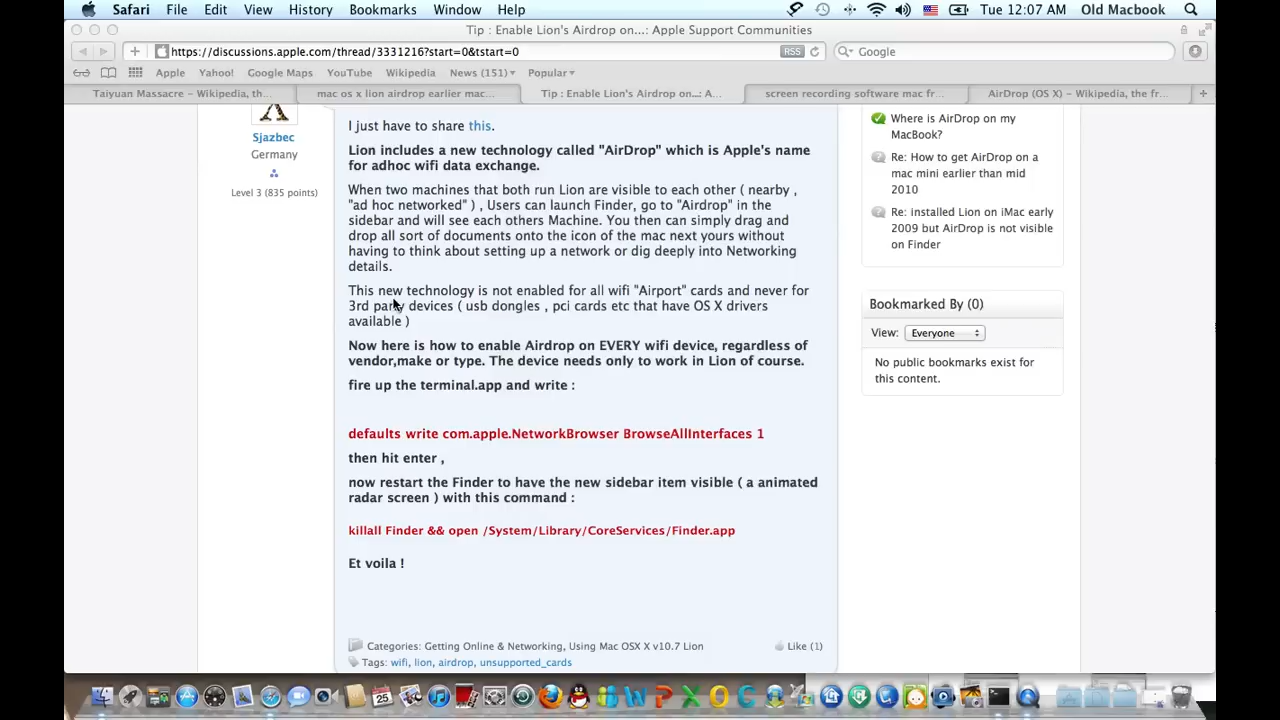 Safari File Edit View History Bookmarks Window Help Tue 12:07 AM Old Macbook
Tip : Enable Lion's Airdrop on...: Apple Support Communities
https://discussions.apple.com/thread/3331216?start=0&tstart=0 RSS Google
Apple Yahoo! Google Maps YouTube Wikipedia News (151) Popular
Taiyuan Massacre – Wikipedia, th... mac os x lion airdrop earlier mac... Tip : Enable Lion's Airdrop on...: A... screen recording software mac fr... AirDrop (OS X) – Wikipedia, the fr...
Sjazbec
Germany
Level 3 (835 points)
I just have to share this.
Lion includes a new technology called "AirDrop" which is Apple's name
for adhoc wifi data exchange.
When two machines that both run Lion are visible to each other ( nearby ,
"ad hoc networked" ) , Users can launch Finder, go to "Airdrop" in the
sidebar and will see each others Machine. You then can simply drag and
drop all sort of documents onto the icon of the mac next yours without
having to think about setting up a network or dig deeply into Networking
details.
This new technology is not enabled for all wifi "Airport" cards and never for
3rd party devices ( usb dongles , pci cards etc that have OS X drivers
available )
Now here is how to enable Airdrop on EVERY wifi device, regardless of
vendor,make or type. The device needs only to work in Lion of course.
fire up the terminal.app and write :
defaults write com.apple.NetworkBrowser BrowseAllInterfaces 1
then hit enter ,
now restart the Finder to have the new sidebar item visible ( a animated
radar screen ) with this command :
killall Finder && open /System/Library/CoreServices/Finder.app
Et voila !
Categories: Getting Online & Networking, Using Mac OSX X v10.7 Lion Like (1)
Tags: wifi, lion, airdrop, unsupported_cards
Where is AirDrop on my
MacBook?
Re: How to get AirDrop on a
mac mini earlier than mid
2010
Re: installed Lion on iMac early
2009 but AirDrop is not visible
on Finder
Bookmarked By (0)
View: Everyone
No public bookmarks exist for
this content.